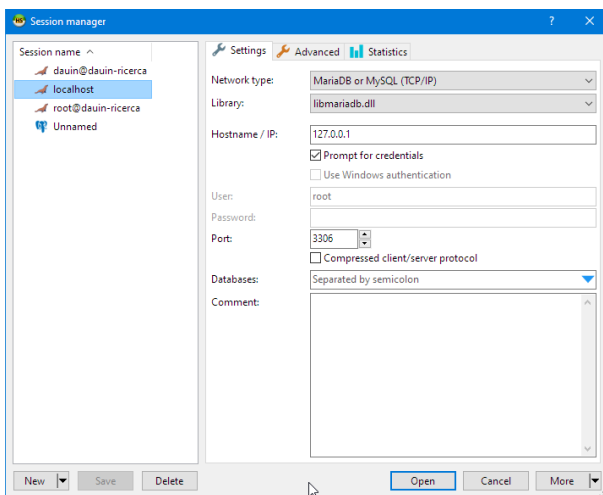 HS Session manager ? ×
Session name
dauin@dauin-ricerca
localhost
root@dauin-ricerca
Unnamed
Settings Advanced Statistics
Network type: MariaDB or MySQL (TCP/IP)
Library: libmariadb.dll
Hostname / IP: 127.0.0.1
Prompt for credentials
Use Windows authentication
User: root
Password:
Port: 3306
Compressed client/server protocol
Databases: Separated by semicolon
Comment:
New Save Delete Open Cancel More